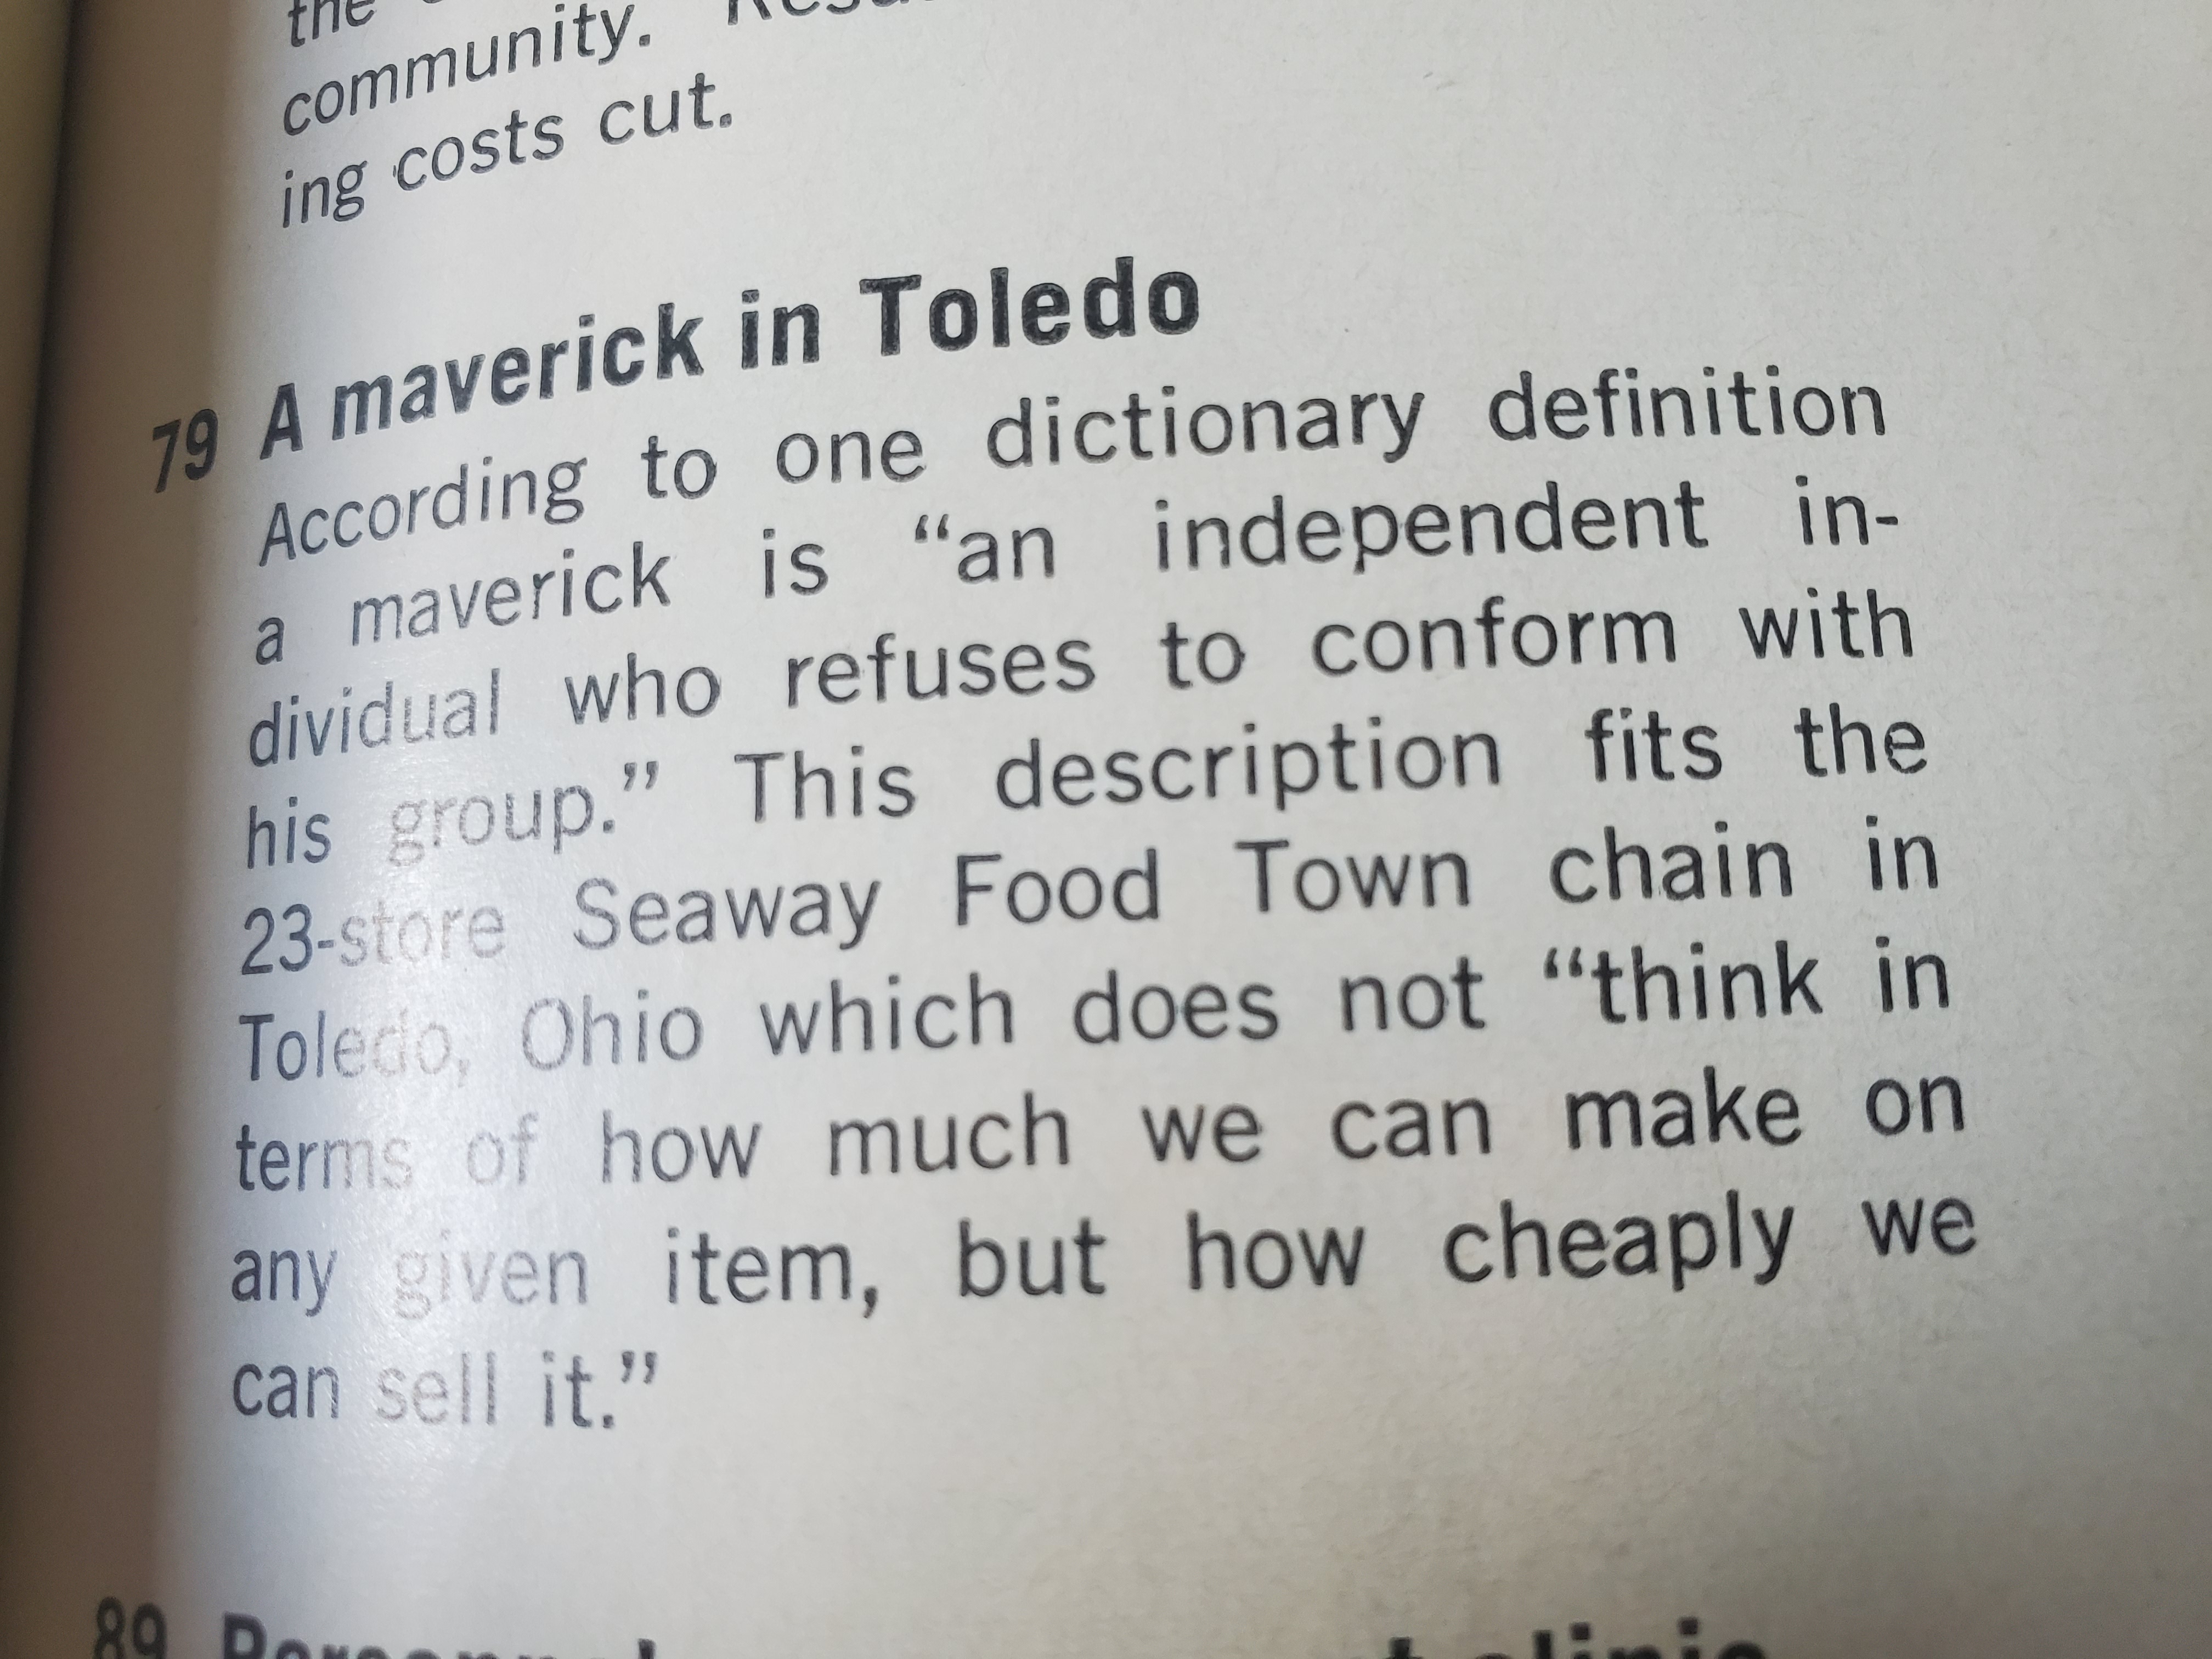 the
community.
ing costs cut.
79 A maverick in Toledo
According to one dictionary definition
a maverick is “an independent in-
dividual who refuses to conform with
his group.” This description fits the
23-store Seaway Food Town chain in
Toledo, Ohio which does not “think in
terms of how much we can make on
any given item, but how cheaply we
can sell it.”
89 clinic